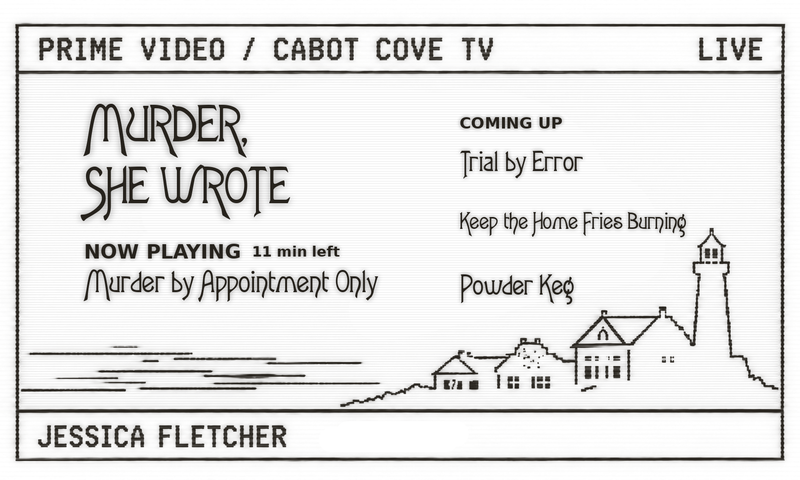 PRIME VIDEO / CABOT COVE TV LIVE
MURDER,
SHE WROTE
NOW PLAYING 11 min left
Murder by Appointment Only
COMING UP
Trial by Error
Keep the Home Fries Burning
Powder Keg
JESSICA FLETCHER